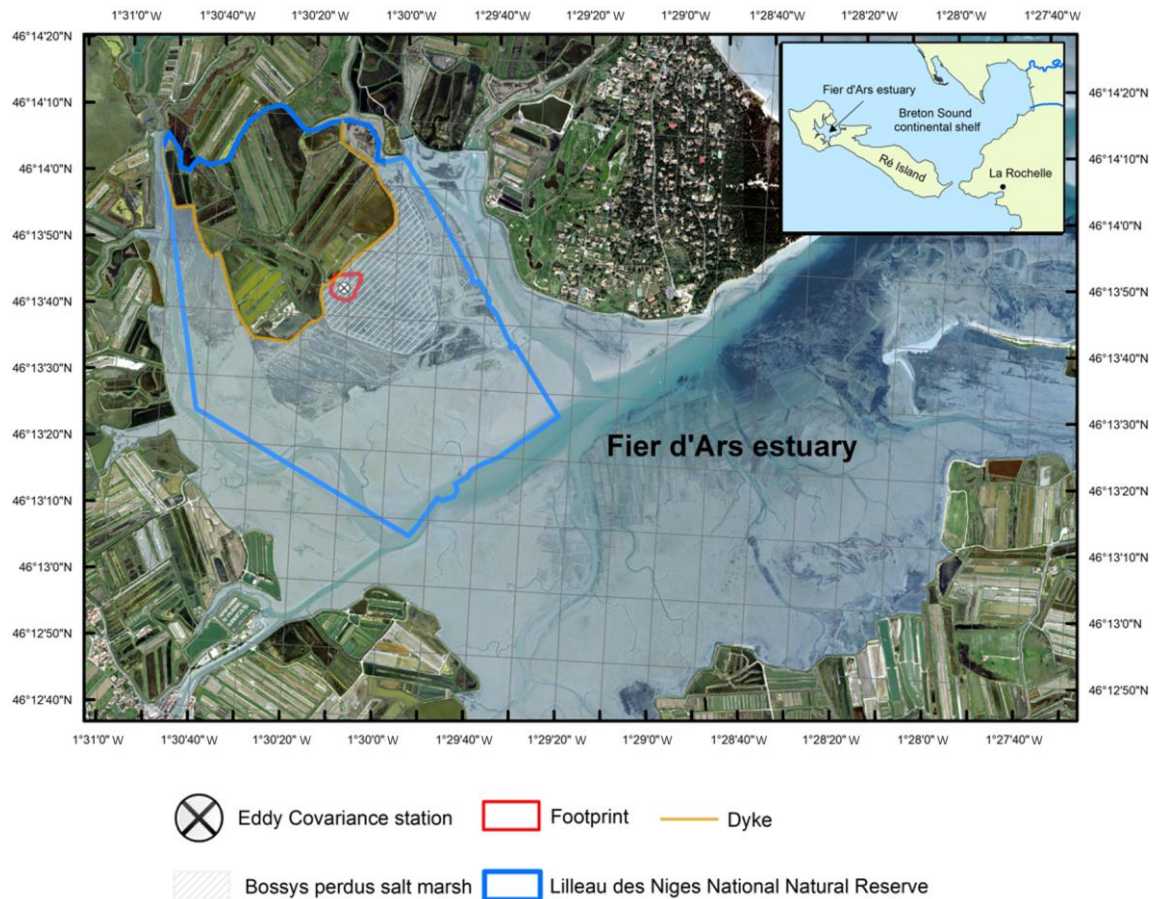 1°31'0"W 1°30'40"W 1°30'20"W 1°30'0"W 1°29'40"W 1°29'20"W 1°29'0"W 1°28'40"W 1°28'20"W 1°28'0"W 1°27'40"W
46°14'20"N
46°14'10"N
46°14'0"N
46°13'50"N
46°13'40"N
46°13'30"N
46°13'20"N
46°13'10"N
46°13'0"N
46°12'50"N
46°12'40"N
Fier d'Ars
estuary
Breton Sound
continental shelf
Ré Island
La Rochelle
Fier d'Ars estuary
46°14'20"N
46°14'10"N
46°14'0"N
46°13'50"N
46°13'40"N
46°13'30"N
46°13'20"N
46°13'10"N
46°13'0"N
46°12'50"N
1°31'0"W 1°30'40"W 1°30'20"W 1°30'0"W 1°29'40"W 1°29'20"W 1°29'0"W 1°28'40"W 1°28'20"W 1°28'0"W 1°27'40"W
Eddy Covariance station Footprint Dyke
Bossys perdus salt marsh Lilleau des Niges National Natural Reserve